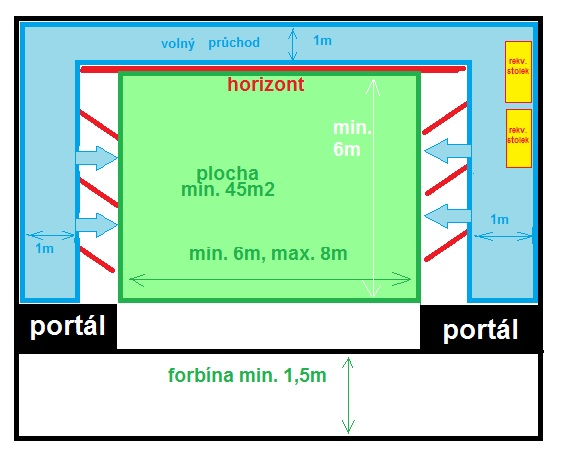 volný průchod
1m
rekv.
stolek
horizont
min.
6m
rekv.
stolek
plocha
min. 45m2
1m
1m
min. 6m, max. 8m
portál
portál
forbína min. 1,5m